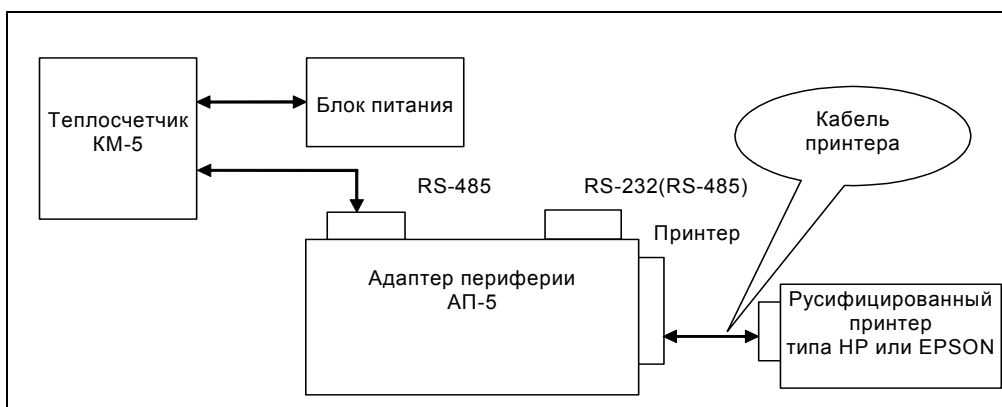 Теплосчетчик
КМ-5
Блок питания
Кабель
принтера
RS-485
RS-232(RS-485)
Принтер
Адаптер периферии
АП-5
Русифицированный
принтер
типа HP или EPSON